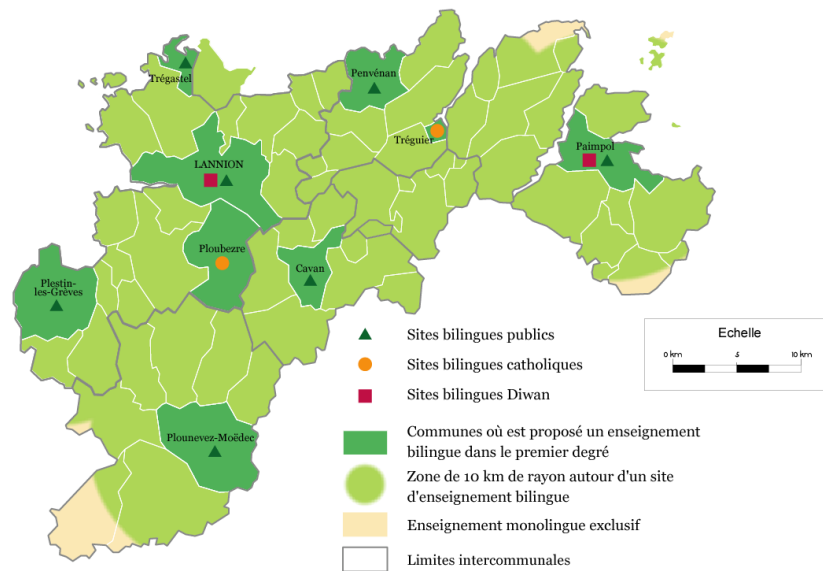 Trégastel
Penvénan
Tréguier
Paimpol
LANNION
Ploubezre
Cavan
Plestin-
les-Grèves
Plounevez-Moëdec
Sites bilingues publics
Sites bilingues catholiques
Sites bilingues Diwan
Communes où est proposé un enseignement
bilingue dans le premier degré
Zone de 10 km de rayon autour d'un site
d'enseignement bilingue
Enseignement monolingue exclusif
Limites intercommunales
Echelle
0 km 5 10 km